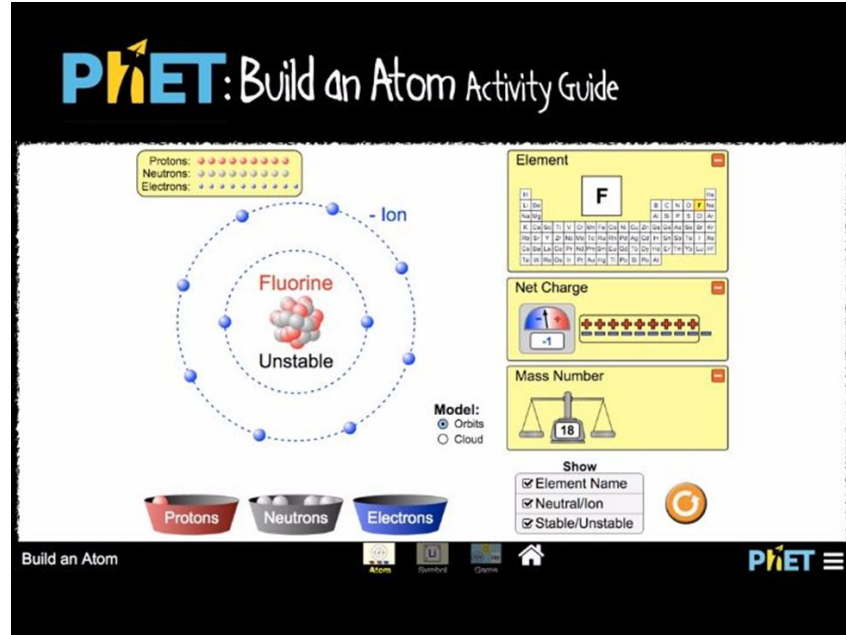 PhET: Build an Atom Activity Guide
Protons:
Neutrons:
Electrons:
- Ion
Fluorine
Unstable
Element
F
Net Charge
-1
Mass Number
18
Model:
Orbits
Cloud
Show
Element Name
Neutral/Ion
Stable/Unstable
Protons
Neutrons
Electrons
Build an Atom
Atom
Symbol
Game
PhET